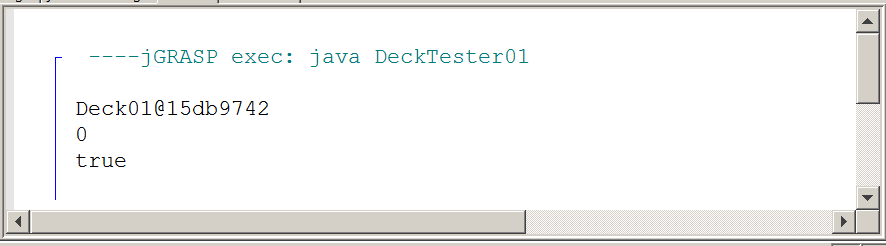 ----jGRASP exec: java DeckTester01
Deck01@15db9742
0
true